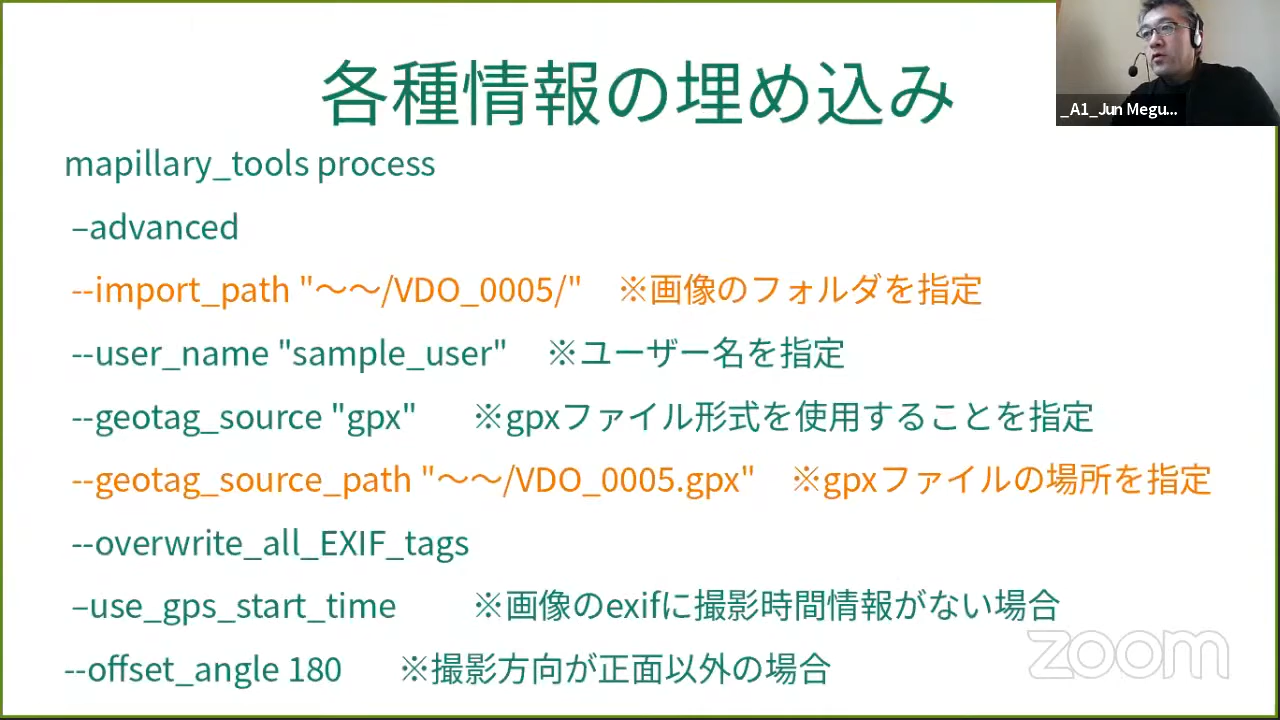 各種情報の埋め込み
_A1_Jun Megu...
mapillary_tools process
–advanced
--import_path "～～/VDO_0005/" ※画像のフォルダを指定
--user_name "sample_user" ※ユーザー名を指定
--geotag_source "gpx" ※gpxファイル形式を使用することを指定
--geotag_source_path "～～/VDO_0005.gpx" ※gpxファイルの場所を指定
--overwrite_all_EXIF_tags
–use_gps_start_time ※画像のexifに撮影時間情報がない場合
--offset_angle 180 ※撮影方向が正面以外の場合
zoom